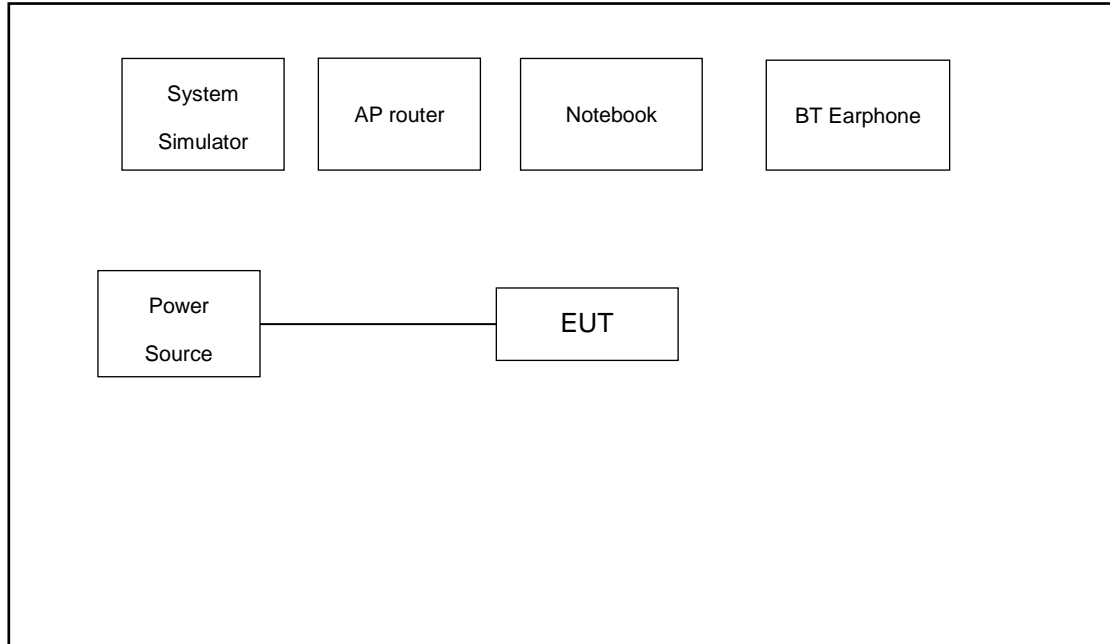 System
Simulator
AP router
Notebook
BT Earphone
Power
Source
EUT